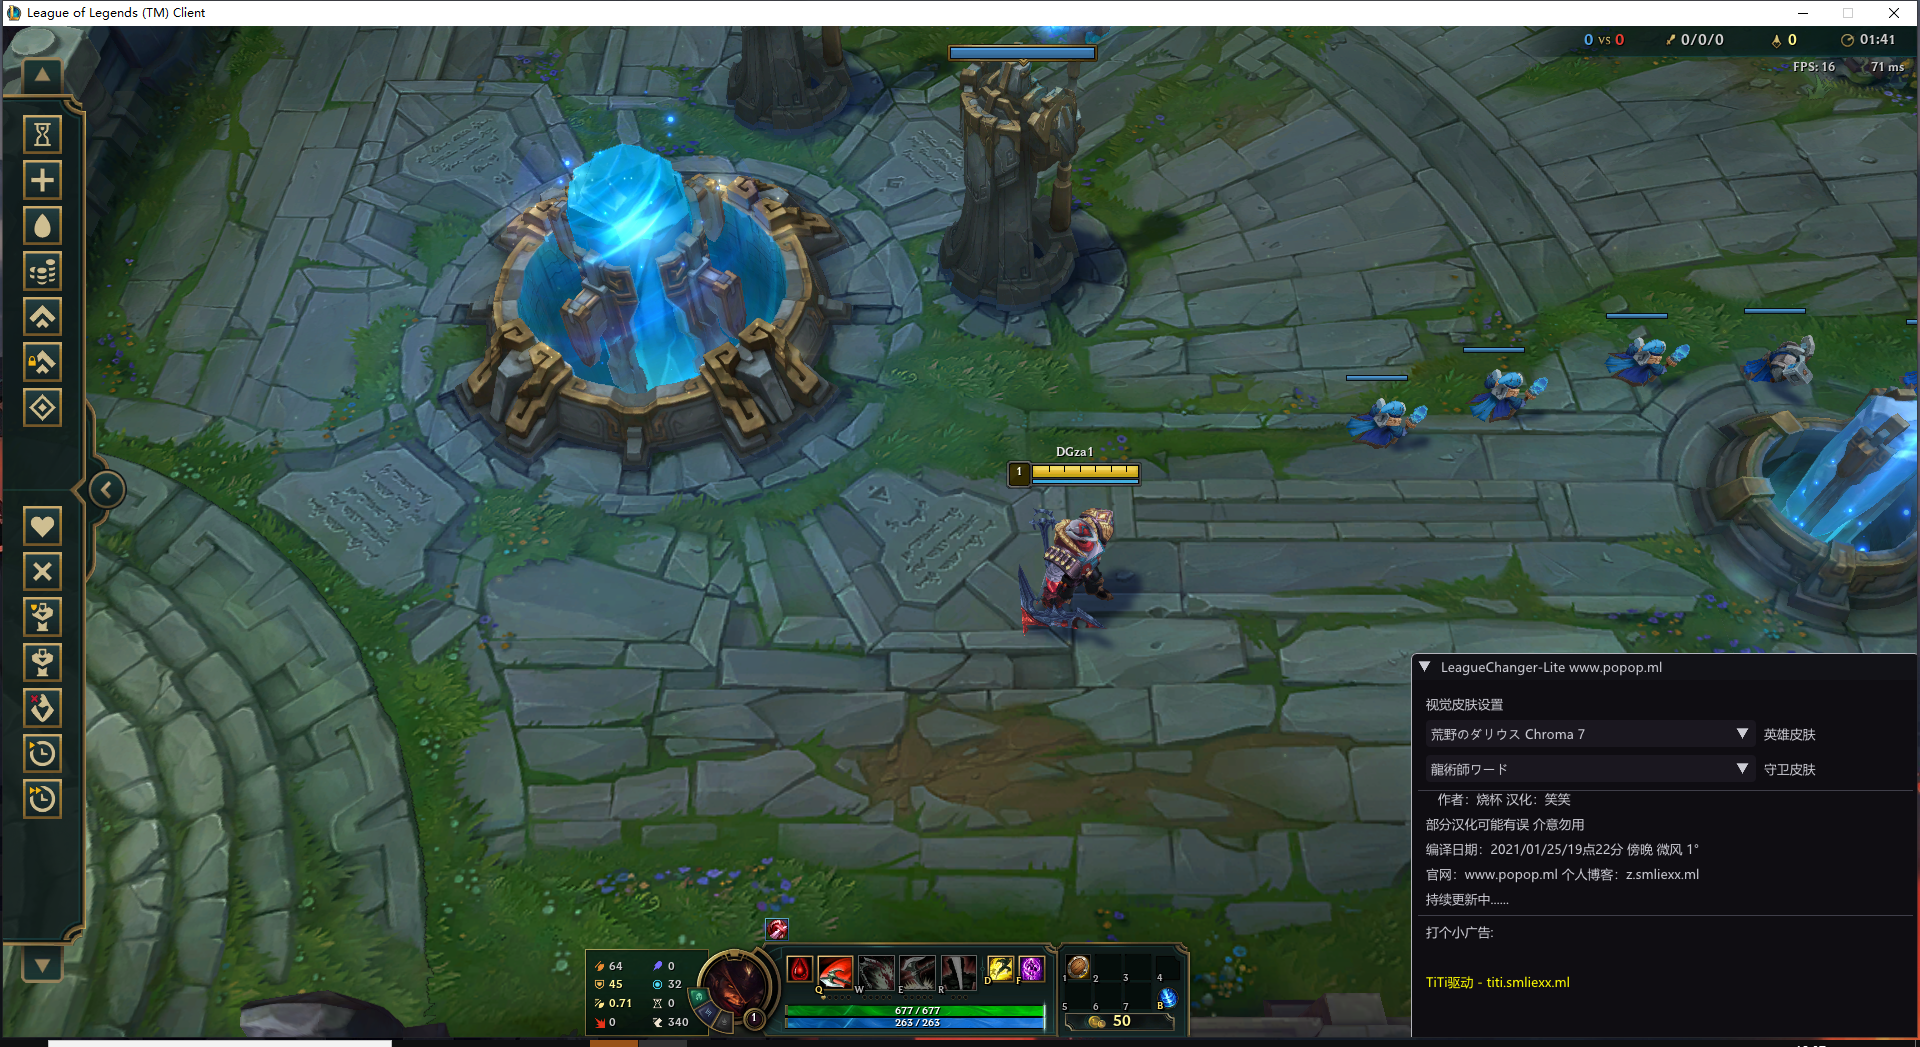 League of Legends (TM) Client
0 vs 0 0/0/0 0 01:41
FPS: 16 71 ms
DGza1
1
LeagueChanger-Lite www.popop.ml
视觉皮肤设置
荒野のダリウス Chroma 7 英雄皮肤
龍術師ワード 守卫皮肤
作者：烧杯 汉化：笑笑
部分汉化可能有误 介意勿用
编译日期：2021/01/25/19点22分 傍晚 微风 1°
官网：www.popop.ml 个人博客：z.smliexx.ml
持续更新中......
打个小广告:
TiTi驱动 - titi.smliexx.ml
64 0
45 32
0.71 0
0 340
1
Q W E R D F
677 / 677
263 / 263
1 2 3 4
5 6 7 B
50